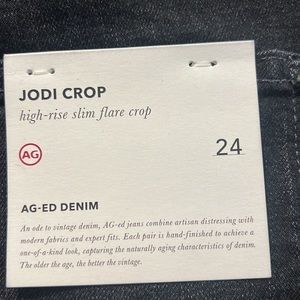 JODI CROP
high-rise slim flare crop
AG
24
AG-ED DENIM
An ode to vintage denim, AG-ed jeans combine artisan distressing with
modern fabrics and expert fits. Each pair is hand-finished to achieve a
one-of-a-kind look, capturing the naturally aging characteristics of denim.
The older the age, the better the vintage.